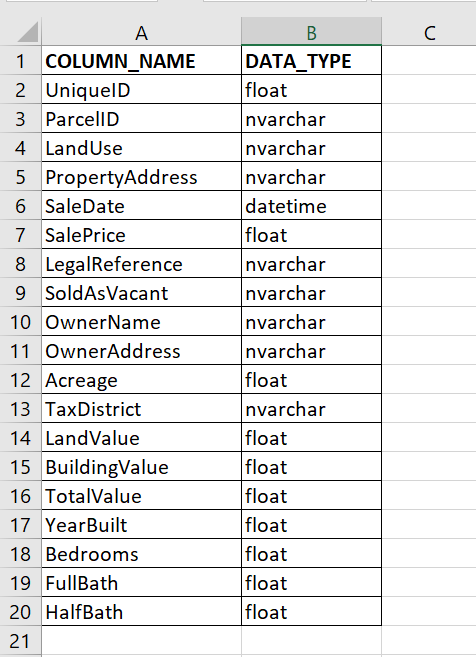 A B C
1 COLUMN_NAME DATA_TYPE
2 UniqueID float
3 ParcelID nvarchar
4 LandUse nvarchar
5 PropertyAddress nvarchar
6 SaleDate datetime
7 SalePrice float
8 LegalReference nvarchar
9 SoldAsVacant nvarchar
10 OwnerName nvarchar
11 OwnerAddress nvarchar
12 Acreage float
13 TaxDistrict nvarchar
14 LandValue float
15 BuildingValue float
16 TotalValue float
17 YearBuilt float
18 Bedrooms float
19 FullBath float
20 HalfBath float
21